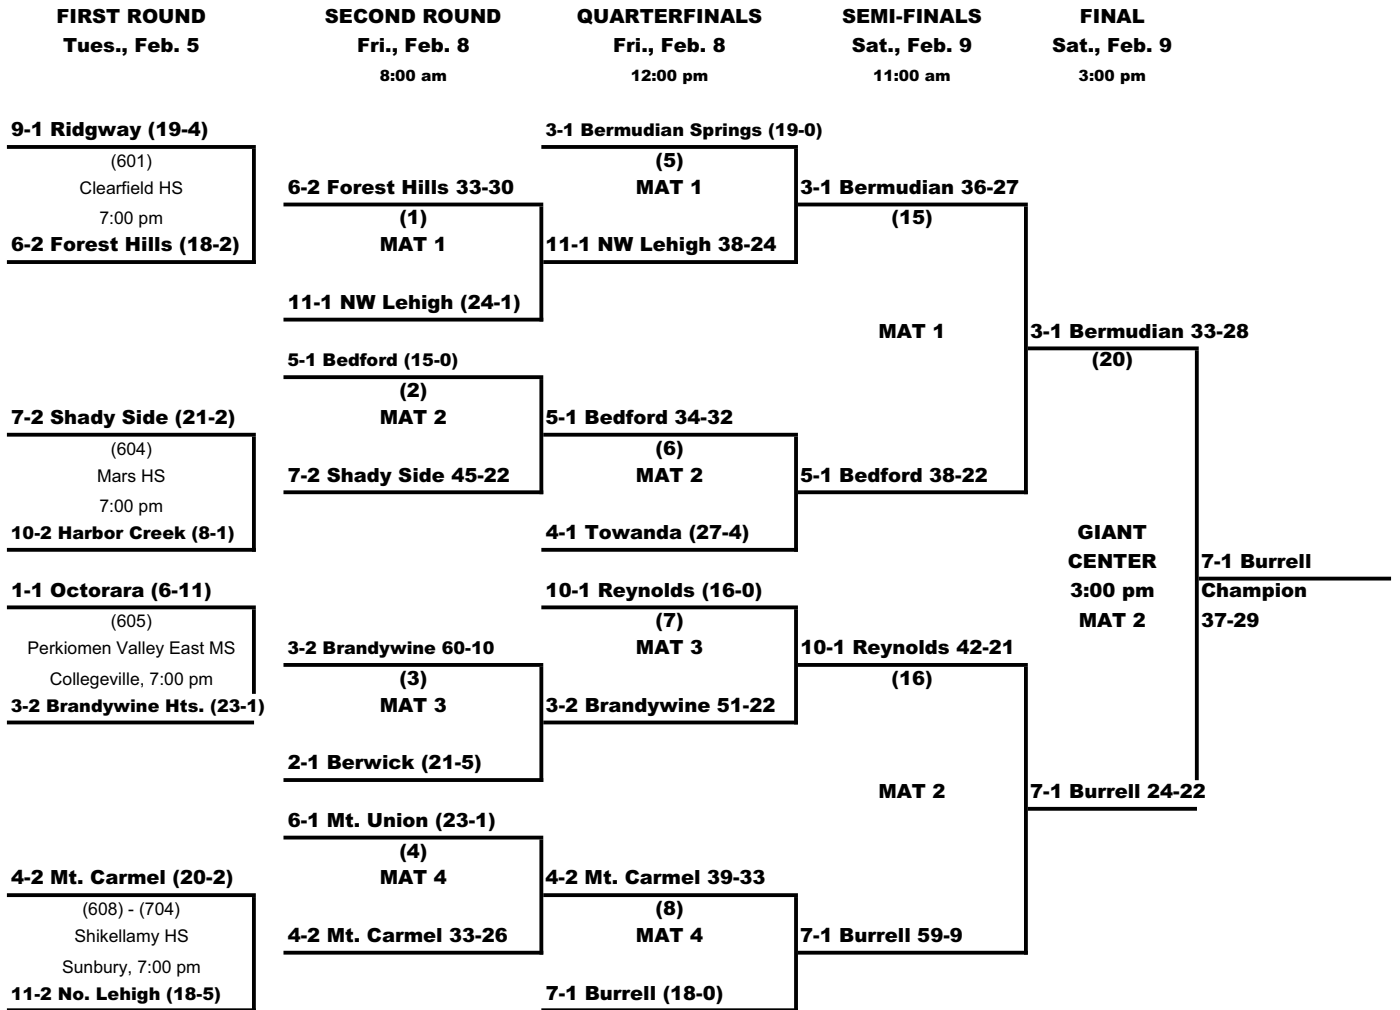 FIRST ROUND
Tues., Feb. 5
SECOND ROUND
Fri., Feb. 8
8:00 am
QUARTERFINALS
Fri., Feb. 8
12:00 pm
SEMI-FINALS
Sat., Feb. 9
11:00 am
FINAL
Sat., Feb. 9
3:00 pm
9-1 Ridgway (19-4)
(601)
Clearfield HS
7:00 pm
6-2 Forest Hills (18-2)
7-2 Shady Side (21-2)
(604)
Mars HS
7:00 pm
10-2 Harbor Creek (8-1)
1-1 Octorara (6-11)
(605)
Perkiomen Valley East MS
Collegeville, 7:00 pm
3-2 Brandywine Hts. (23-1)
4-2 Mt. Carmel (20-2)
(608) - (704)
Shikellamy HS
Sunbury, 7:00 pm
11-2 No. Lehigh (18-5)
6-2 Forest Hills 33-30
(1)
MAT 1
11-1 NW Lehigh (24-1)
5-1 Bedford (15-0)
(2)
MAT 2
7-2 Shady Side 45-22
3-2 Brandywine 60-10
(3)
MAT 3
2-1 Berwick (21-5)
6-1 Mt. Union (23-1)
(4)
MAT 4
4-2 Mt. Carmel 33-26
3-1 Bermudian Springs (19-0)
(5)
MAT 1
11-1 NW Lehigh 38-24
5-1 Bedford 34-32
(6)
MAT 2
4-1 Towanda (27-4)
10-1 Reynolds (16-0)
(7)
MAT 3
3-2 Brandywine 51-22
4-2 Mt. Carmel 39-33
(8)
MAT 4
7-1 Burrell (18-0)
3-1 Bermudian 36-27
(15)
MAT 1
5-1 Bedford 38-22
10-1 Reynolds 42-21
(16)
MAT 2
7-1 Burrell 59-9
3-1 Bermudian 33-28
(20)
GIANT
CENTER
3:00 pm
MAT 2
7-1 Burrell 24-22
7-1 Burrell
Champion
37-29